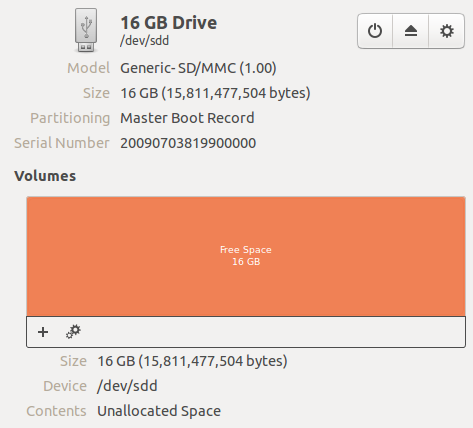 16 GB Drive
/dev/sdd
Model Generic- SD/MMC (1.00)
Size 16 GB (15,811,477,504 bytes)
Partitioning Master Boot Record
Serial Number 20090703819900000
Volumes
Free Space
16 GB
Size 16 GB (15,811,477,504 bytes)
Device /dev/sdd
Contents Unallocated Space